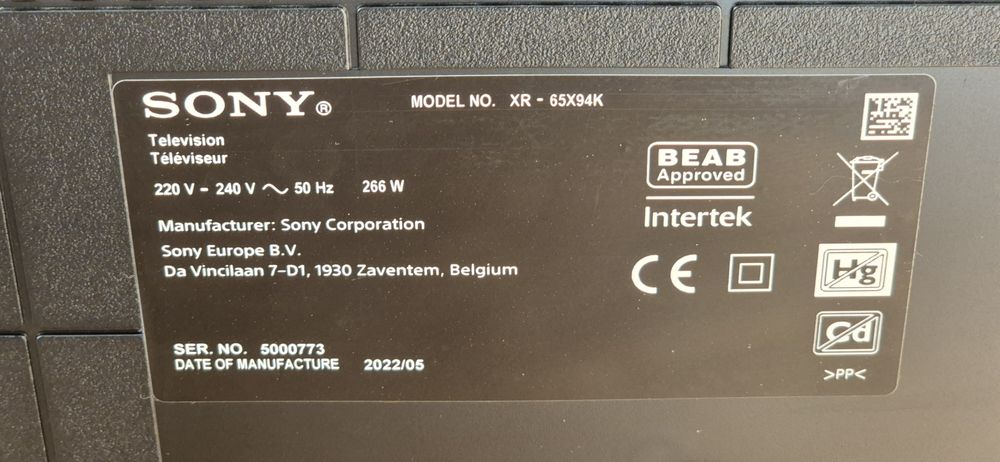 SONY®
MODEL NO. XR - 65X94K
Television
Téléviseur
220 V - 240 V ~ 50 Hz 266 W
Manufacturer: Sony Corporation
Sony Europe B.V.
Da Vincilaan 7-D1, 1930 Zaventem, Belgium
SER. NO. 5000773
DATE OF MANUFACTURE 2022/05
BEAB
Approved
Intertek
CE
Hg
Cd
>PP<